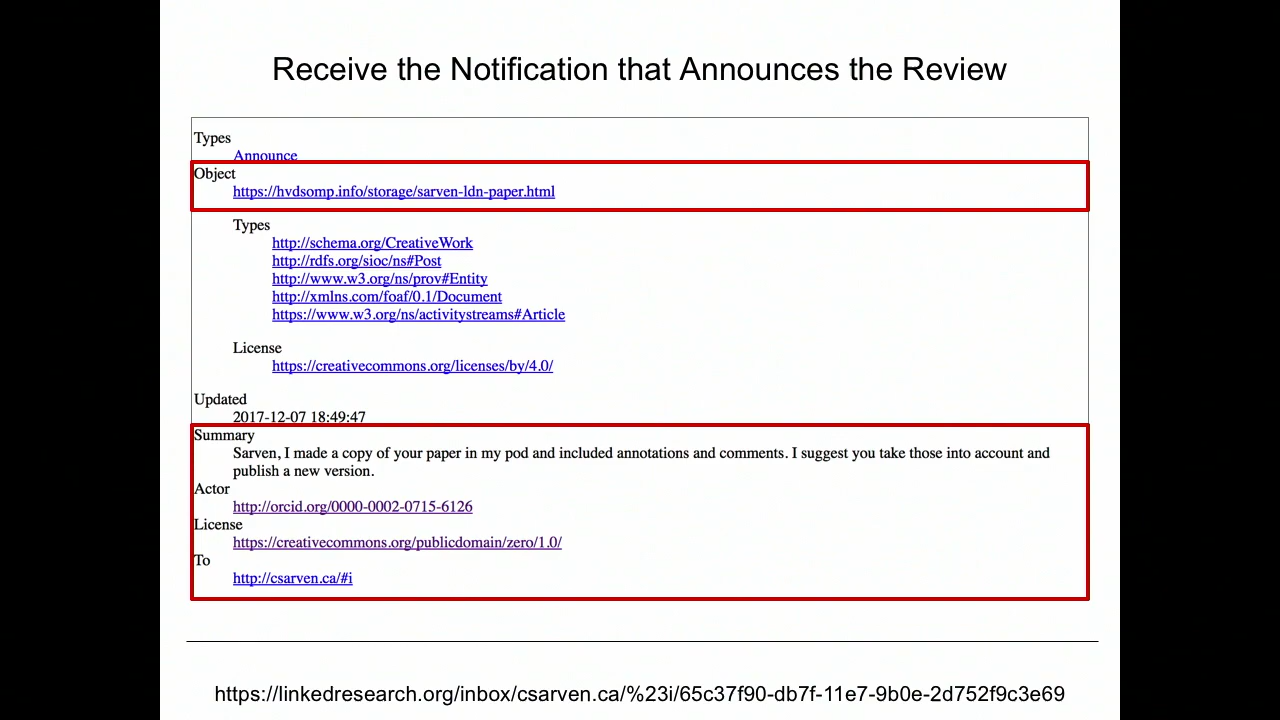 Receive the Notification that Announces the Review
Types
Announce
Object
https://hvdsomp.info/storage/sarven-ldn-paper.html
Types
http://schema.org/CreativeWork
http://rdfs.org/sioc/ns#Post
http://www.w3.org/ns/prov#Entity
http://xmlns.com/foaf/0.1/Document
https://www.w3.org/ns/activitystreams#Article
License
https://creativecommons.org/licenses/by/4.0/
Updated
2017-12-07 18:49:47
Summary
Sarven, I made a copy of your paper in my pod and included annotations and comments. I suggest you take those into account and
publish a new version.
Actor
http://orcid.org/0000-0002-0715-6126
License
https://creativecommons.org/publicdomain/zero/1.0/
To
http://csarven.ca/#i
https://linkedresearch.org/inbox/csarven.ca/%23i/65c37f90-db7f-11e7-9b0e-2d752f9c3e69